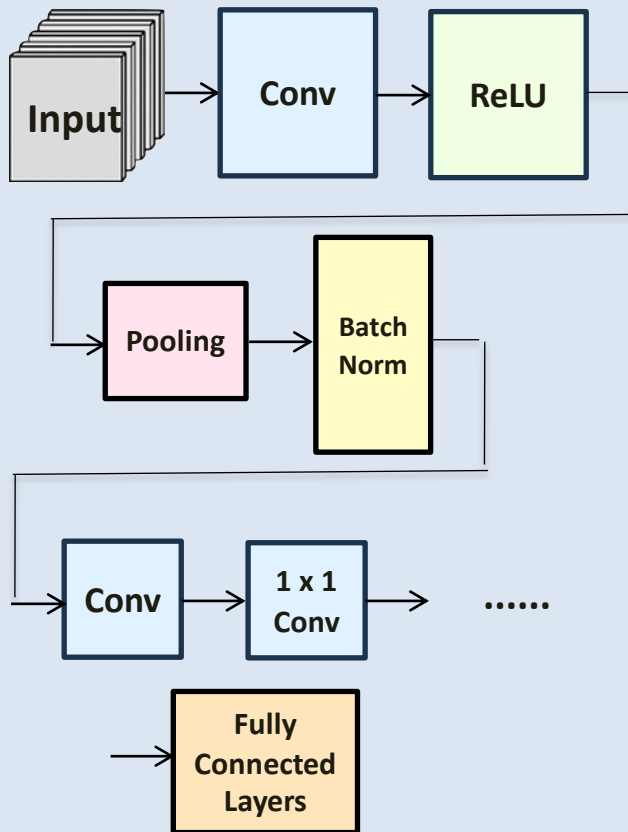 Input
Conv
ReLU
Pooling
Batch
Norm
Conv
1 x 1
Conv
......
Fully
Connected
Layers